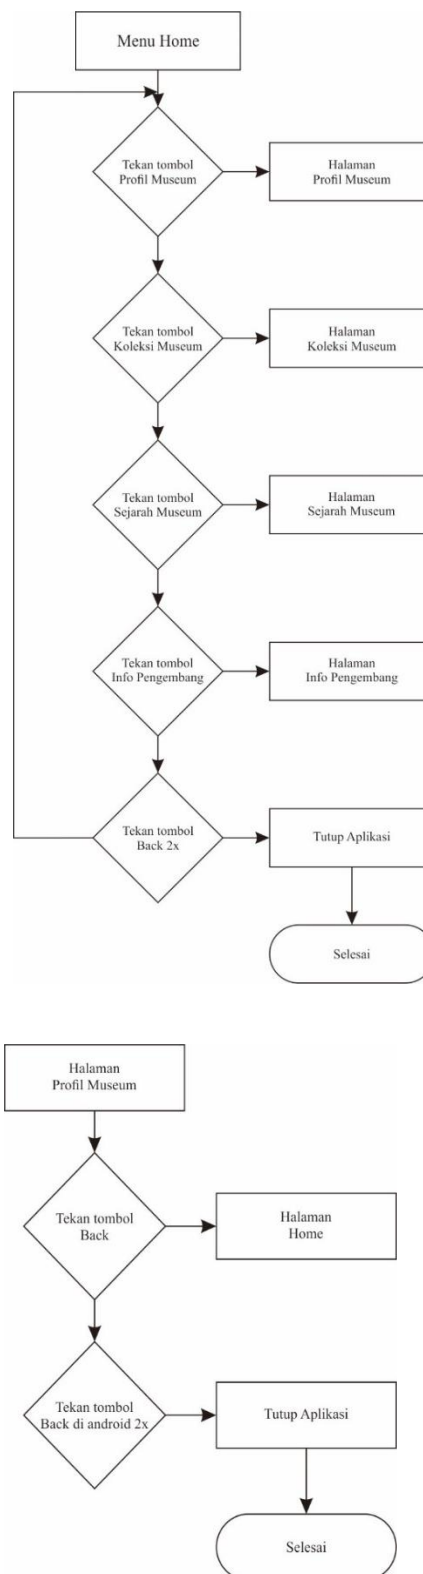 Menu Home
Tekan tombol
Profil Museum
Halaman
Profil Museum
Tekan tombol
Koleksi Museum
Halaman
Koleksi Museum
Tekan tombol
Sejarah Museum
Halaman
Sejarah Museum
Tekan tombol
Info Pengembang
Halaman
Info Pengembang
Tekan tombol
Back 2x
Tutup Aplikasi
Selesai
Halaman
Profil Museum
Tekan tombol
Back
Halaman
Home
Tekan tombol
Back di android 2x
Tutup Aplikasi
Selesai